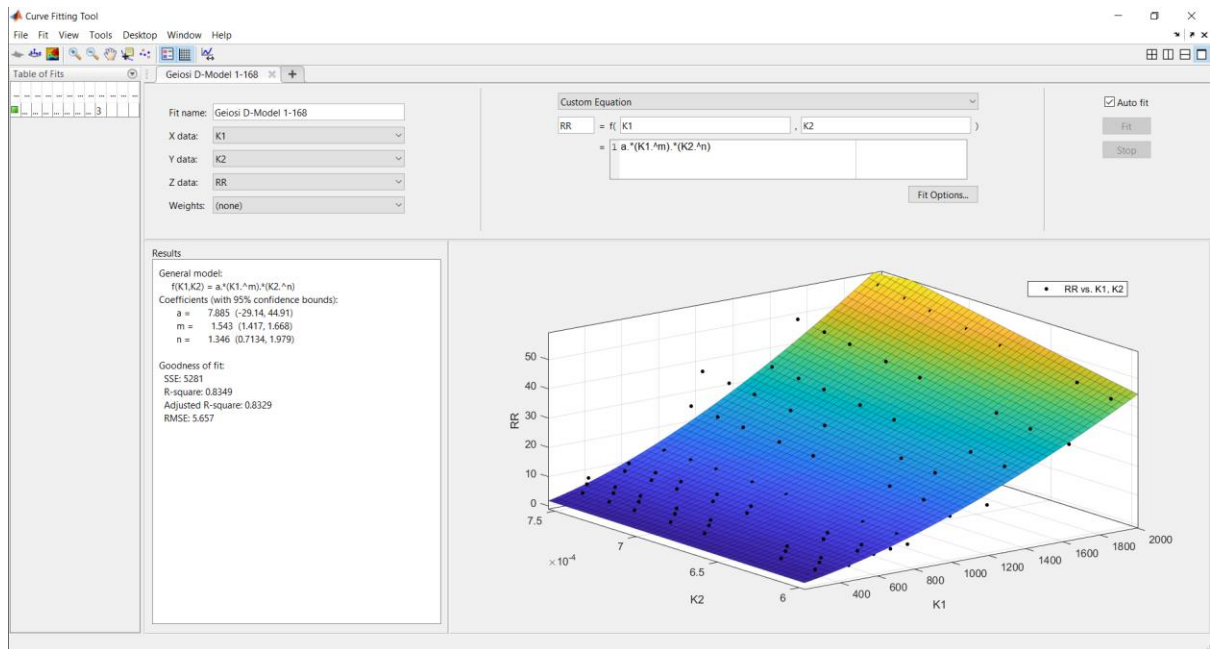 Curve Fitting Tool
File Fit View Tools Desktop Window Help
Table of Fits
Geiosi D-Model 1-168
... ... ... ... ... ... ... ... ...
... ... ... ... ... ... 3
Fit name: Geiosi D-Model 1-168
X data: K1
Y data: K2
Z data: RR
Weights: (none)
Custom Equation
RR = f( K1 , K2 )
= 1 a.*(K1.^m).*(K2.^n)
Fit Options...
Auto fit
Fit
Stop
Results
General model:
f(K1,K2) = a.*(K1.^m).*(K2.^n)
Coefficients (with 95% confidence bounds):
a = 7.885 (-29.14, 44.91)
m = 1.543 (1.417, 1.668)
n = 1.346 (0.7134, 1.979)
Goodness of fit:
SSE: 5281
R-square: 0.8349
Adjusted R-square: 0.8329
RMSE: 5.657
RR vs. K1, K2
50
40
30
20
10
0
RR
7.5
7
6.5
6
×10-4
K2
400
600
800
1000
1200
1400
1600
1800
2000
K1